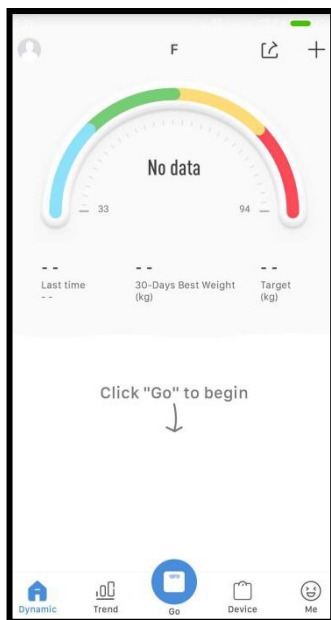 F
No data
33
94
-- -- --
Last time 30-Days Best Weight Target
-- (kg) (kg)
Click "Go" to begin
Dynamic Trend Go Device Me